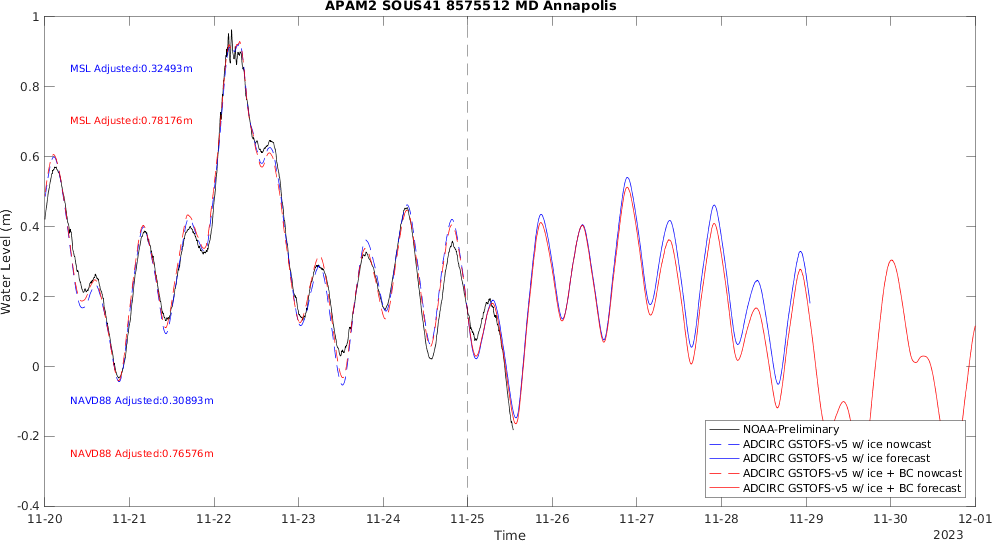 APAM2 SOUS41 8575512 MD Annapolis
1
0.8
0.6
0.4
0.2
0
-0.2
-0.4
Water Level (m)
MSL Adjusted:0.32493m
MSL Adjusted:0.78176m
NAVD88 Adjusted:0.30893m
NAVD88 Adjusted:0.76576m
NOAA-Preliminary
ADCIRC GSTOFS-v5 w/ ice nowcast
ADCIRC GSTOFS-v5 w/ ice forecast
ADCIRC GSTOFS-v5 w/ ice + BC nowcast
ADCIRC GSTOFS-v5 w/ ice + BC forecast
11-20 11-21 11-22 11-23 11-24 11-25 11-26 11-27 11-28 11-29 11-30 12-01
Time
2023